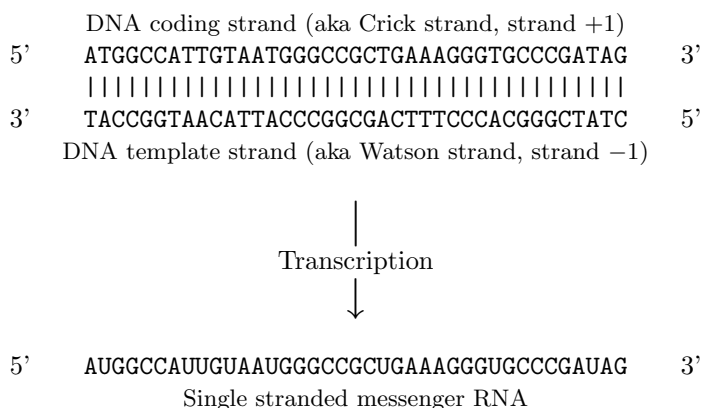 DNA coding strand (aka Crick strand, strand +1)
5’ ATGGCCATTGTAATGGGCCGCTGAAAGGGTGCCCGATAG 3’
|||||||||||||||||||||||||||||||||||||||
3’ TACCGGTAACATTACCCGGCGACTTTCCCACGGGCTATC 5’
DNA template strand (aka Watson strand, strand −1)
Transcription
5’ AUGGCCAUUGUAAUGGGCCGCUGAAAGGGUGCCCGAUAG 3’
Single stranded messenger RNA